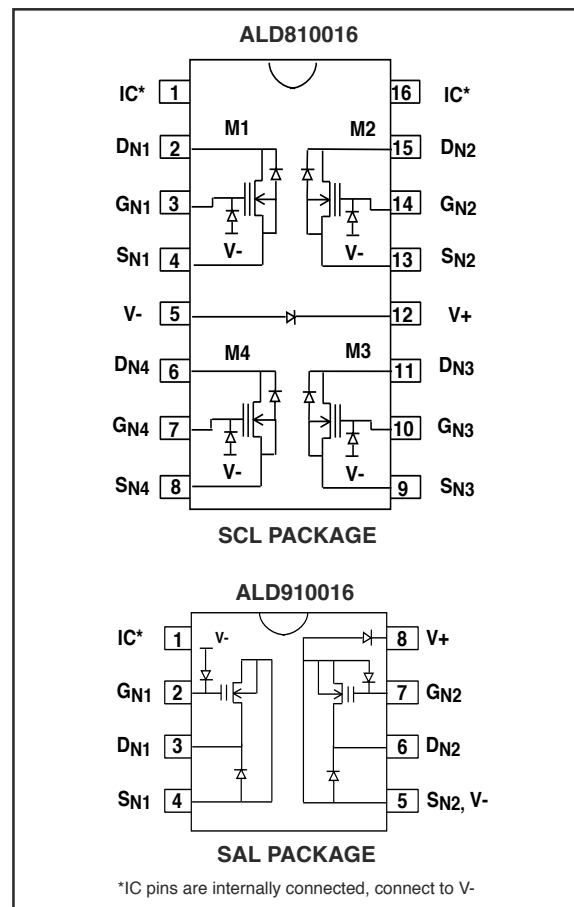 ALD810016
IC* 1 16 IC*
M1 M2
DN1 2 15 DN2
GN1 3 14 GN2
V- V-
SN1 4 13 SN2
V- 5 12 V+
M4 M3
DN4 6 11 DN3
GN4 7 10 GN3
V- V-
SN4 8 9 SN3
SCL PACKAGE
ALD910016
IC* 1 V- 8 V+
GN1 2 7 GN2
DN1 3 6 DN2
SN1 4 5 SN2, V-
SAL PACKAGE
*IC pins are internally connected, connect to V-